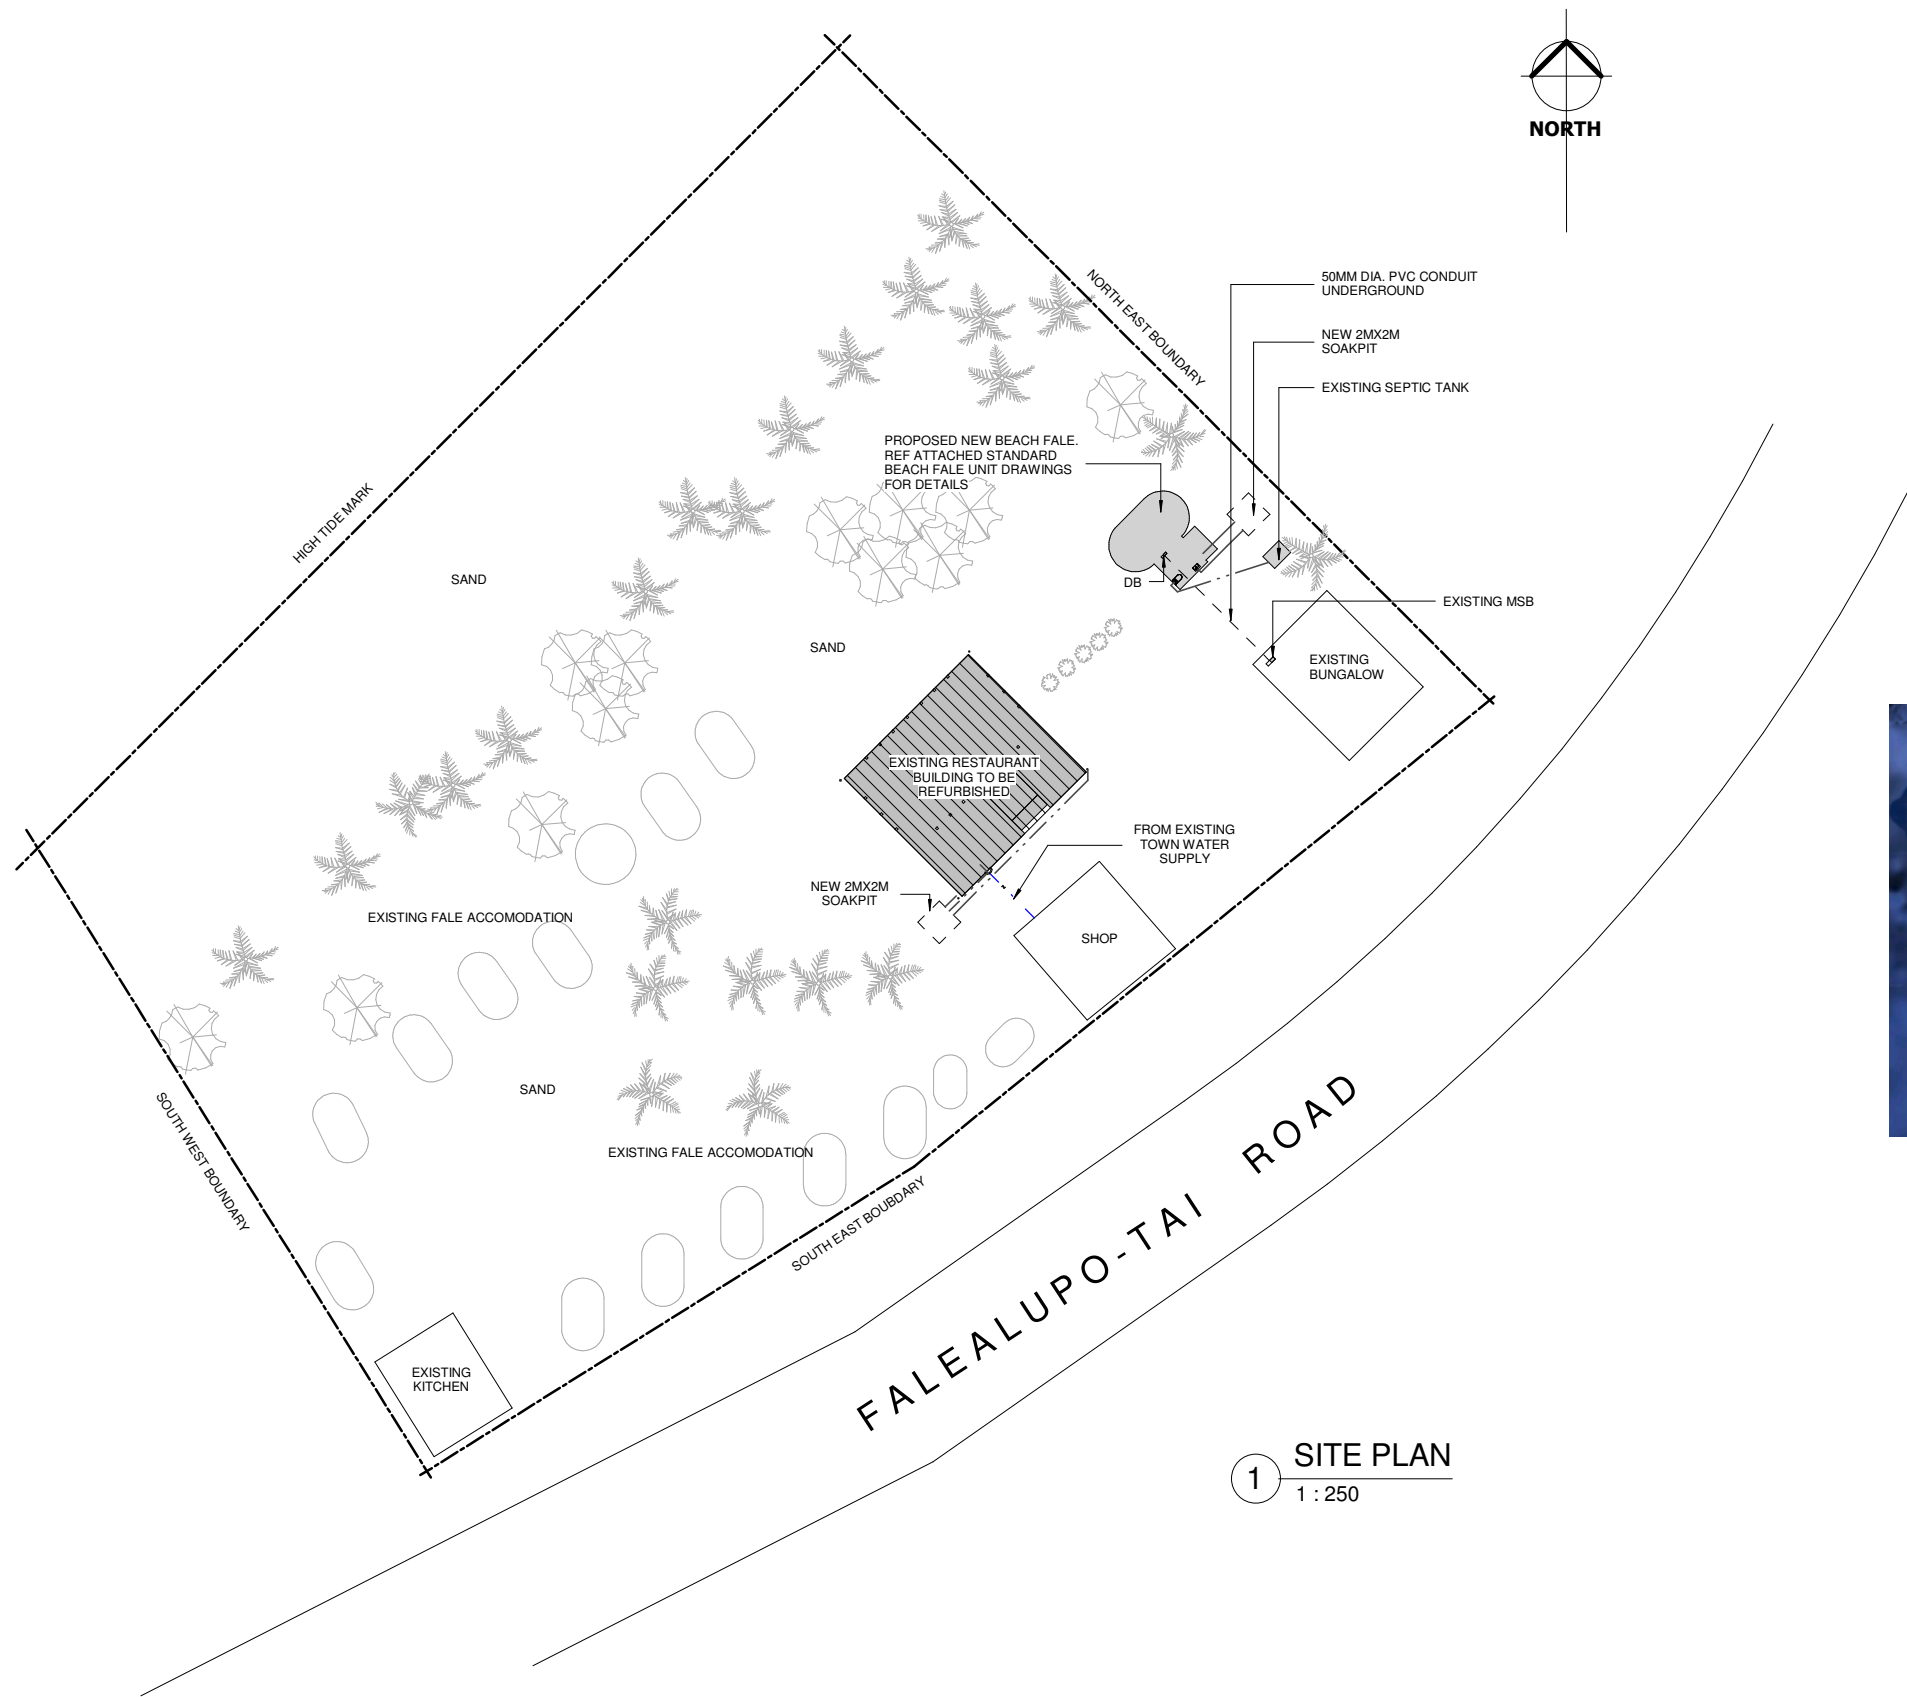 NORTH
50MM DIA. PVC CONDUIT
UNDERGROUND
NEW 2MX2M
SOAKPIT
EXISTING SEPTIC TANK
NORTH EAST BOUNDARY
PROPOSED NEW BEACH FALE.
REF ATTACHED STANDARD
BEACH FALE UNIT DRAWINGS
FOR DETAILS
HIGH TIDE MARK
SAND
DB
EXISTING MSB
SAND
EXISTING
BUNGALOW
EXISTING RESTAURANT
BUILDING TO BE
REFURBISHED
FROM EXISTING
TOWN WATER
SUPPLY
NEW 2MX2M
SOAKPIT
EXISTING FALE ACCOMODATION
SHOP
SAND
SOUTH WEST BOUNDARY
EXISTING FALE ACCOMODATION
SOUTH EAST BOUBDARY
FALEALUPO-TAI ROAD
EXISTING
KITCHEN
1 SITE PLAN
1 : 250